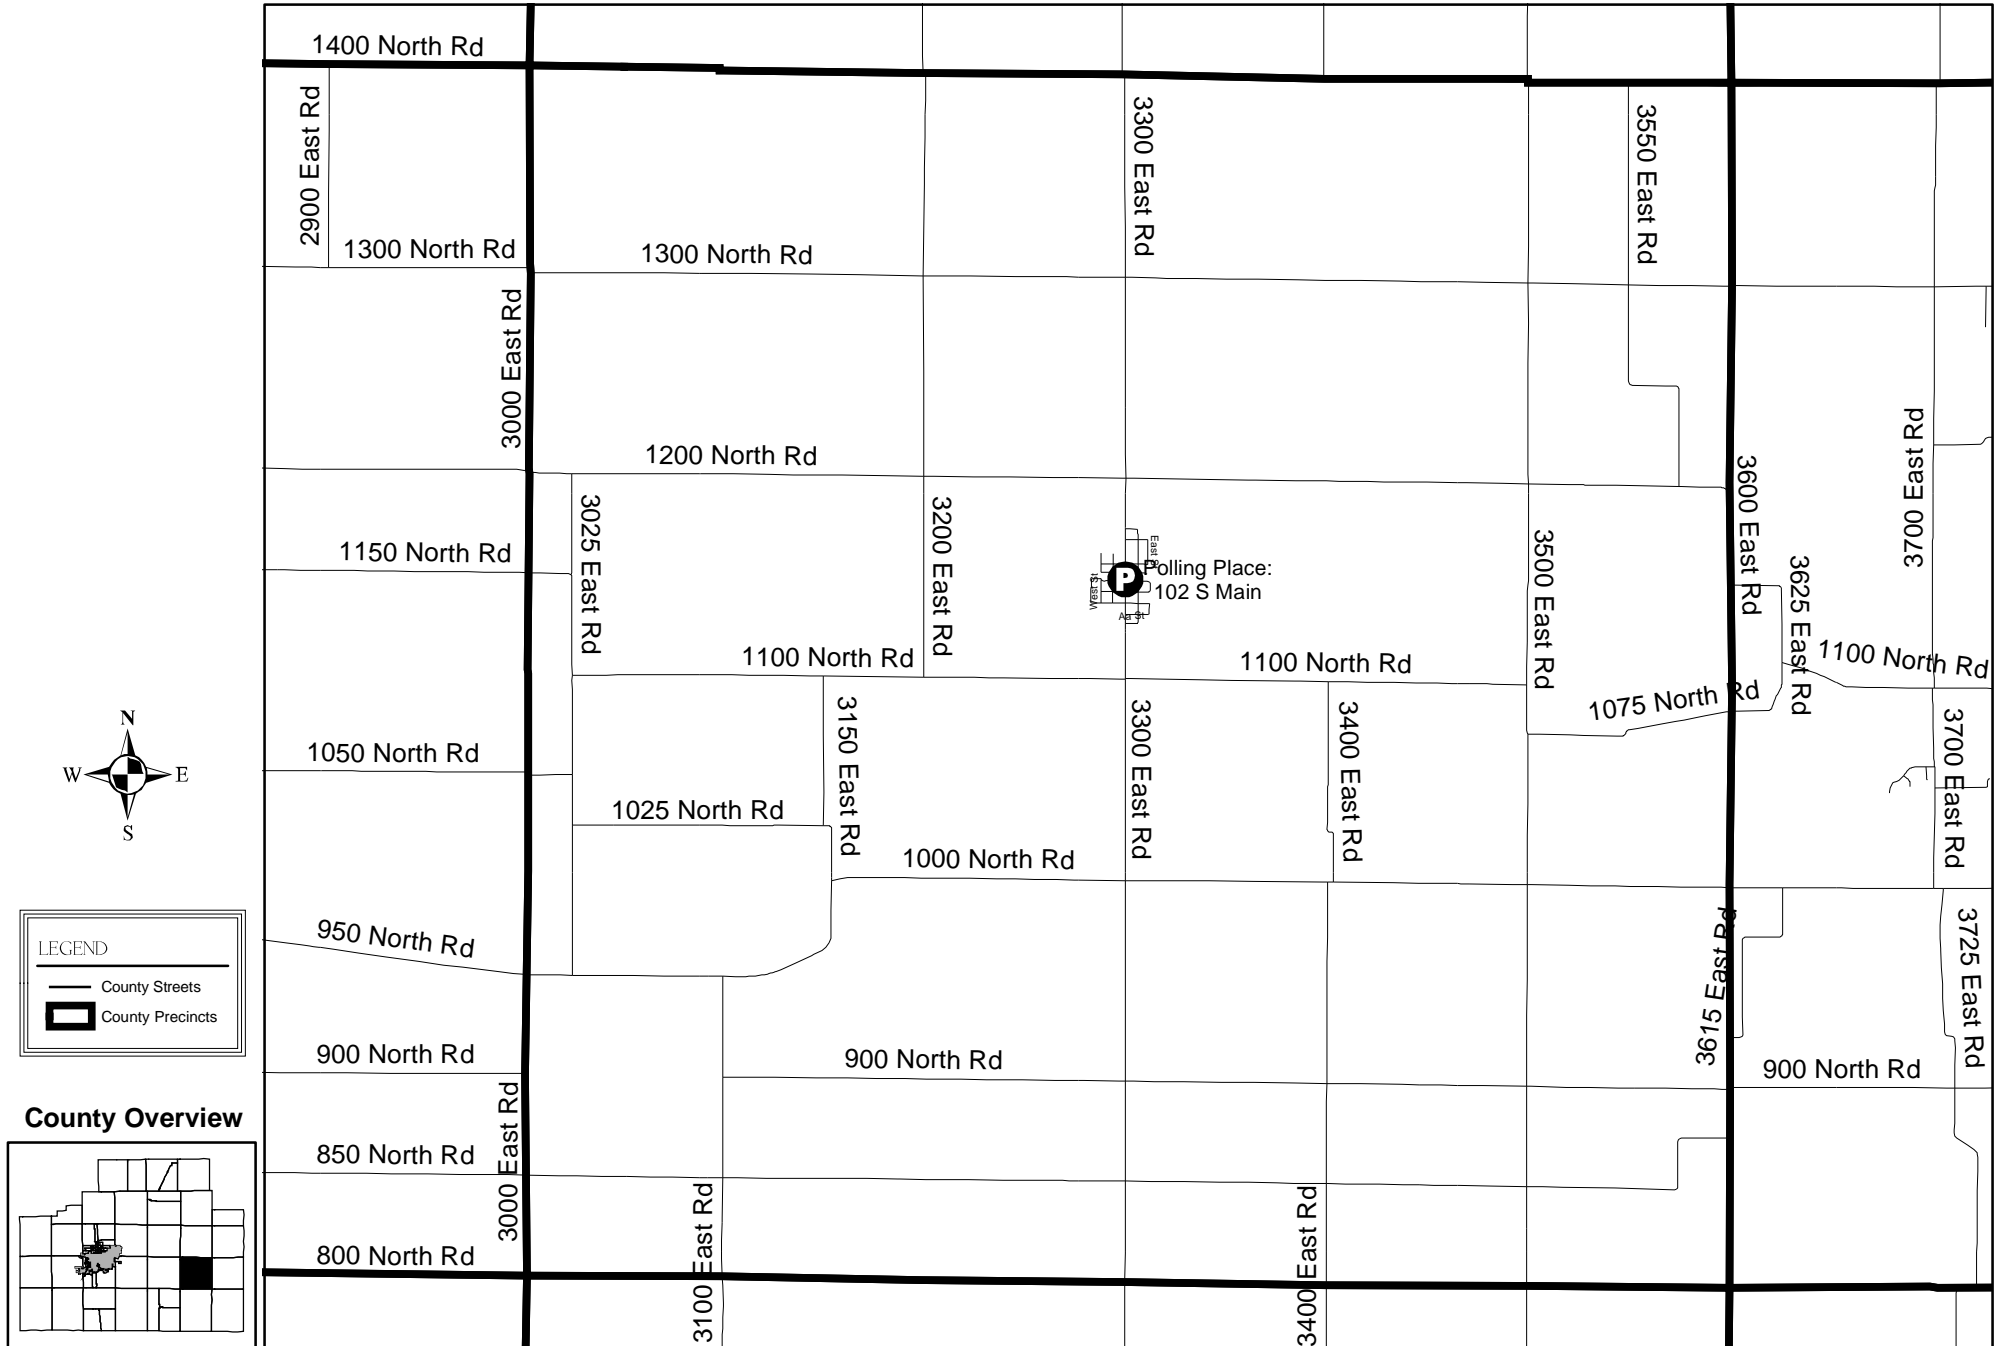 1400 North Rd
2900 East Rd
3300 East Rd
3550 East Rd
1300 North Rd
1300 North Rd
3000 East Rd
3700 East Rd
1200 North Rd
3600 East Rd
3025 East Rd
3200 East Rd
3500 East Rd
1150 North Rd
East St
P
Polling Place:
102 S Main
West St
Aa St
3625 East Rd
1100 North Rd
1100 North Rd
1100 North Rd
1075 North Rd
3150 East Rd
3300 East Rd
3400 East Rd
3700 East Rd
N
W
E
S
1050 North Rd
1025 North Rd
1000 North Rd
950 North Rd
3615 East Rd
3725 East Rd
LEGEND
County Streets
County Precincts
900 North Rd
900 North Rd
900 North Rd
County Overview
3000 East Rd
850 North Rd
3100 East Rd
3400 East Rd
800 North Rd